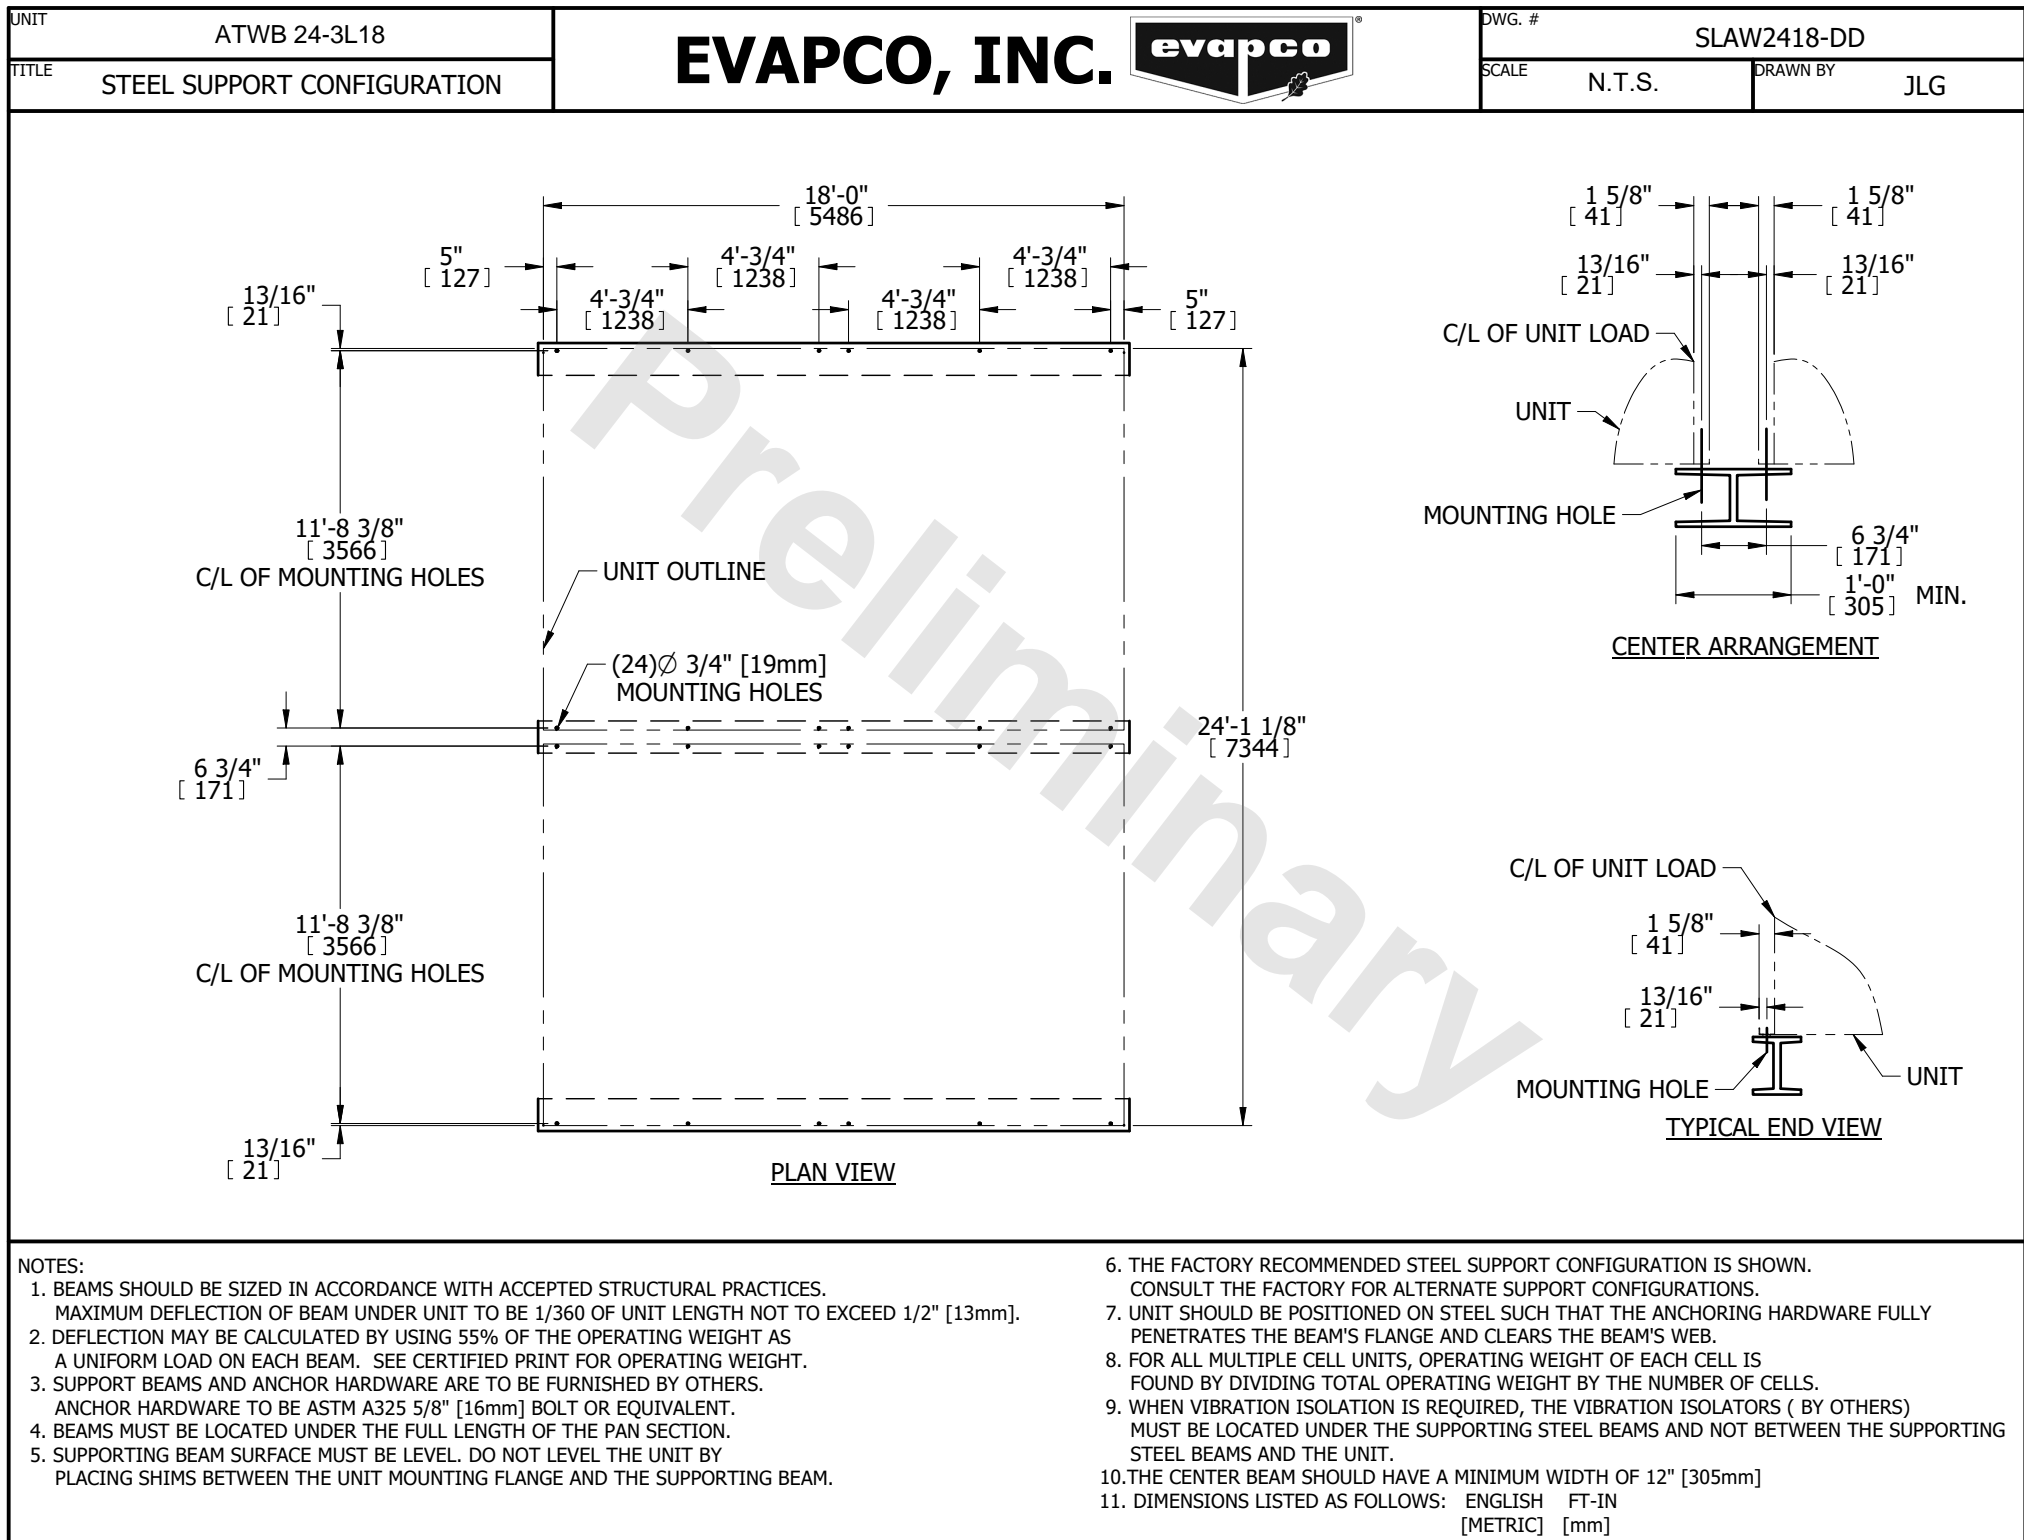 UNIT
ATWB 24-3L18
TITLE
STEEL SUPPORT CONFIGURATION
EVAPCO, INC.
evapco
®
DWG. #
SLAW2418-DD
SCALE
N.T.S.
DRAWN BY
JLG
18'-0"
[ 5486 ]
5"
[ 127 ]
4'-3/4"
[ 1238 ]
4'-3/4"
[ 1238 ]
4'-3/4"
[ 1238 ]
4'-3/4"
[ 1238 ]
5"
[ 127 ]
13/16"
[ 21 ]
11'-8 3/8"
[ 3566 ]
C/L OF MOUNTING HOLES
UNIT OUTLINE
(24)Ø 3/4" [19mm]
MOUNTING HOLES
6 3/4"
[ 171 ]
24'-1 1/8"
[ 7344 ]
11'-8 3/8"
[ 3566 ]
C/L OF MOUNTING HOLES
13/16"
[ 21 ]
PLAN VIEW
Preliminary
1 5/8"
[ 41 ]
1 5/8"
[ 41 ]
13/16"
[ 21 ]
13/16"
[ 21 ]
C/L OF UNIT LOAD
UNIT
MOUNTING HOLE
6 3/4"
[ 171 ]
1'-0"
[ 305 ] MIN.
CENTER ARRANGEMENT
C/L OF UNIT LOAD
1 5/8"
[ 41 ]
13/16"
[ 21 ]
MOUNTING HOLE
UNIT
TYPICAL END VIEW
NOTES:
1. BEAMS SHOULD BE SIZED IN ACCORDANCE WITH ACCEPTED STRUCTURAL PRACTICES.
MAXIMUM DEFLECTION OF BEAM UNDER UNIT TO BE 1/360 OF UNIT LENGTH NOT TO EXCEED 1/2" [13mm].
2. DEFLECTION MAY BE CALCULATED BY USING 55% OF THE OPERATING WEIGHT AS
A UNIFORM LOAD ON EACH BEAM. SEE CERTIFIED PRINT FOR OPERATING WEIGHT.
3. SUPPORT BEAMS AND ANCHOR HARDWARE ARE TO BE FURNISHED BY OTHERS.
ANCHOR HARDWARE TO BE ASTM A325 5/8" [16mm] BOLT OR EQUIVALENT.
4. BEAMS MUST BE LOCATED UNDER THE FULL LENGTH OF THE PAN SECTION.
5. SUPPORTING BEAM SURFACE MUST BE LEVEL. DO NOT LEVEL THE UNIT BY
PLACING SHIMS BETWEEN THE UNIT MOUNTING FLANGE AND THE SUPPORTING BEAM.
6. THE FACTORY RECOMMENDED STEEL SUPPORT CONFIGURATION IS SHOWN.
CONSULT THE FACTORY FOR ALTERNATE SUPPORT CONFIGURATIONS.
7. UNIT SHOULD BE POSITIONED ON STEEL SUCH THAT THE ANCHORING HARDWARE FULLY
PENETRATES THE BEAM'S FLANGE AND CLEARS THE BEAM'S WEB.
8. FOR ALL MULTIPLE CELL UNITS, OPERATING WEIGHT OF EACH CELL IS
FOUND BY DIVIDING TOTAL OPERATING WEIGHT BY THE NUMBER OF CELLS.
9. WHEN VIBRATION ISOLATION IS REQUIRED, THE VIBRATION ISOLATORS ( BY OTHERS)
MUST BE LOCATED UNDER THE SUPPORTING STEEL BEAMS AND NOT BETWEEN THE SUPPORTING
STEEL BEAMS AND THE UNIT.
10.THE CENTER BEAM SHOULD HAVE A MINIMUM WIDTH OF 12" [305mm]
11. DIMENSIONS LISTED AS FOLLOWS: ENGLISH FT-IN
[METRIC] [mm]